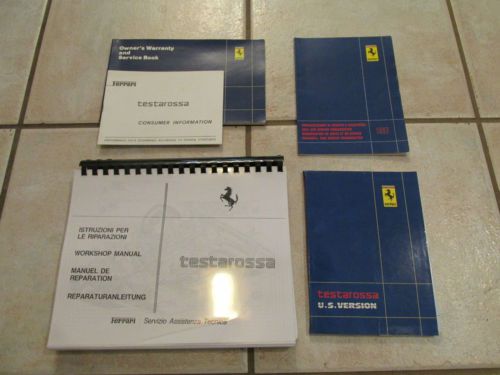 Owner's Warranty
and
Service Book
Ferrari
testarossa
CONSUMER INFORMATION
1987
ISTRUZIONI PER
LE RIPARAZIONI
WORKSHOP MANUAL
MANUEL DE
REPARATION
REPARATURANLEITUNG
testarossa
Ferrari Servizio Assistenza Tecnica
testarossa
U.S. VERSION